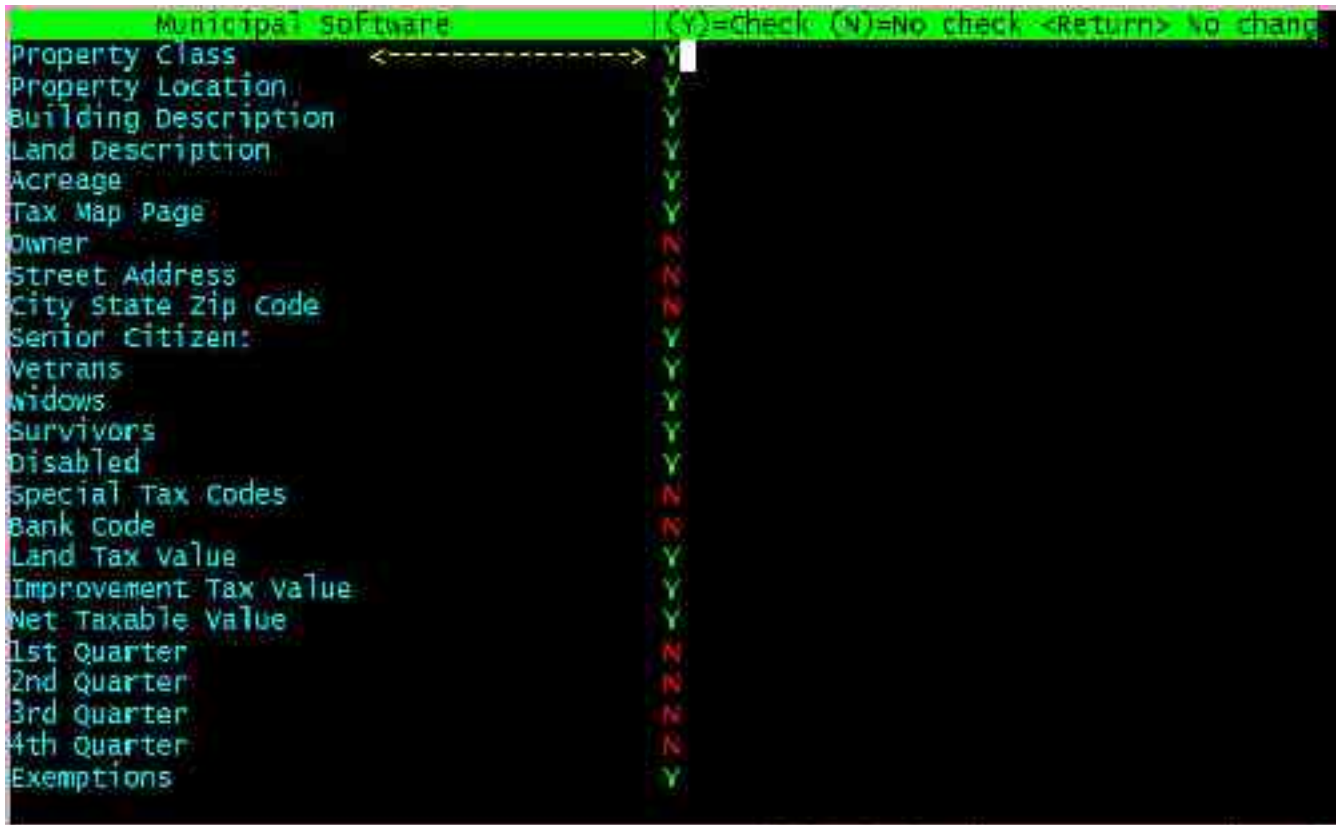 Municipal Software |(Y)=Check (N)=No check <Return> No chang
Property Class <-----------------> Y
Property Location Y
Building Description Y
Land Description Y
Acreage Y
Tax Map Page Y
Owner N
Street Address N
City State Zip Code N
Senior Citizen: Y
Vetrans Y
Widows Y
Survivors Y
Disabled Y
Special Tax Codes N
Bank Code N
Land Tax Value Y
Improvement Tax Value Y
Net Taxable Value Y
1st Quarter N
2nd Quarter N
3rd Quarter N
4th Quarter N
Exemptions Y